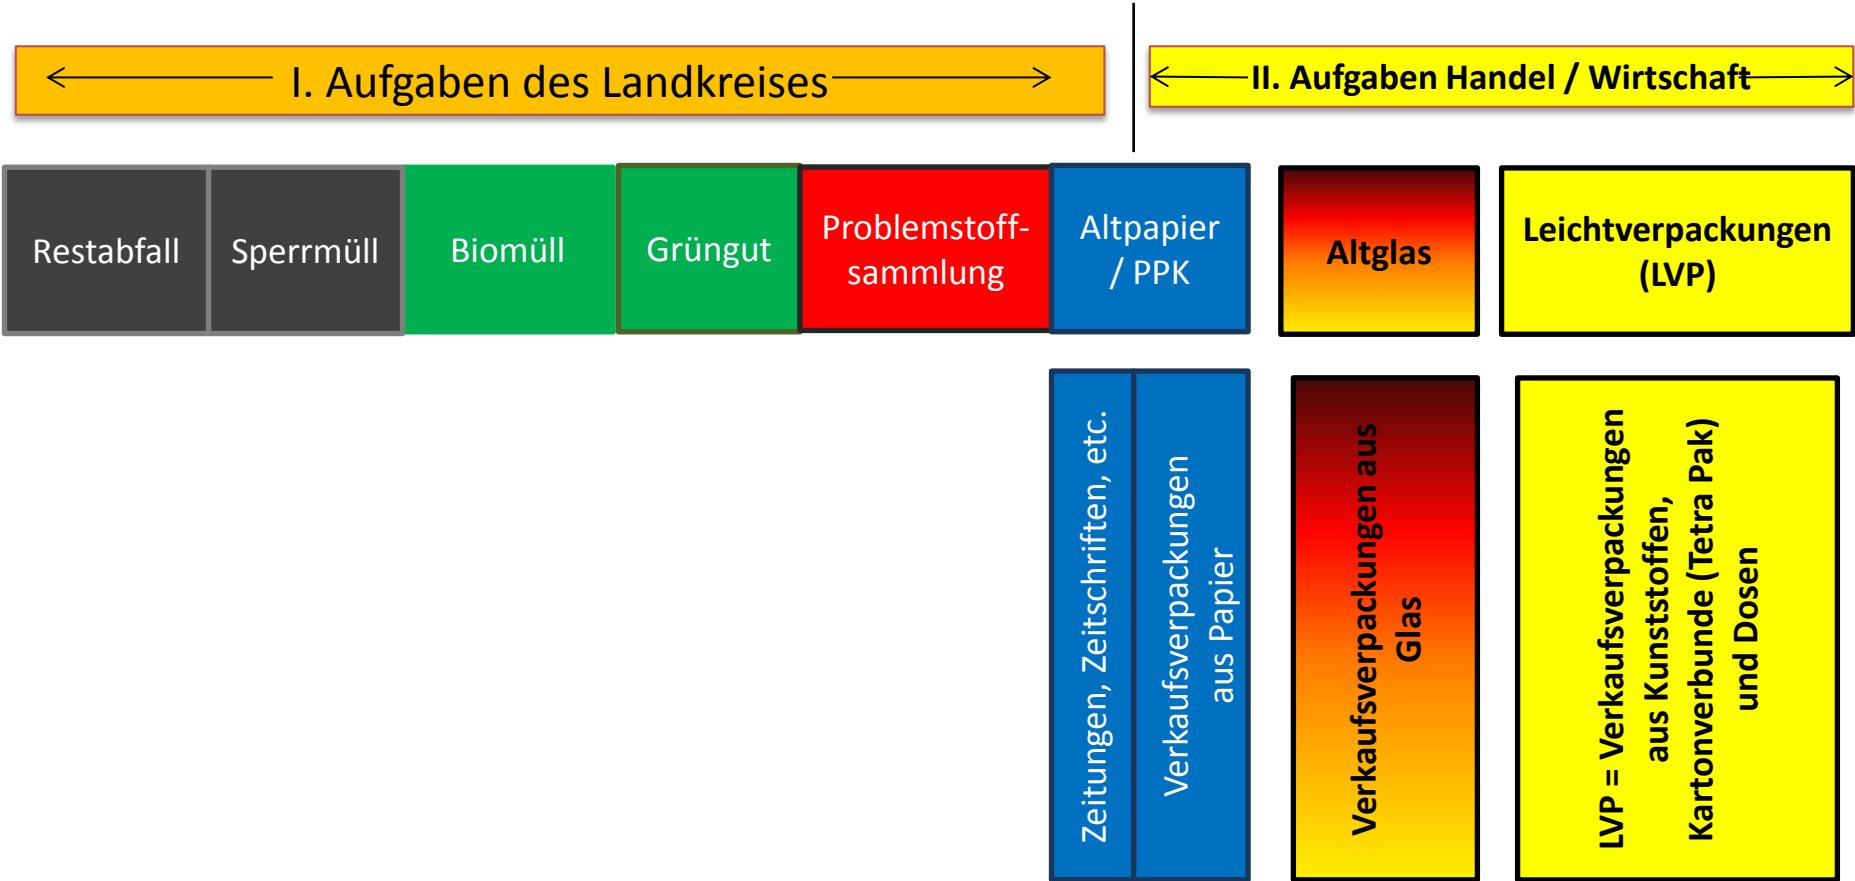 I. Aufgaben des Landkreises
II. Aufgaben Handel / Wirtschaft
Restabfall
Sperrmüll
Biomüll
Grüngut
Problemstoff-
sammlung
Altpapier
/ PPK
Altglas
Leichtverpackungen
(LVP)
Zeitungen, Zeitschriften, etc.
Verkaufsverpackungen
aus Papier
Verkaufsverpackungen aus
Glas
LVP = Verkaufsverpackungen
aus Kunststoffen,
Kartonverbunde (Tetra Pak)
und Dosen